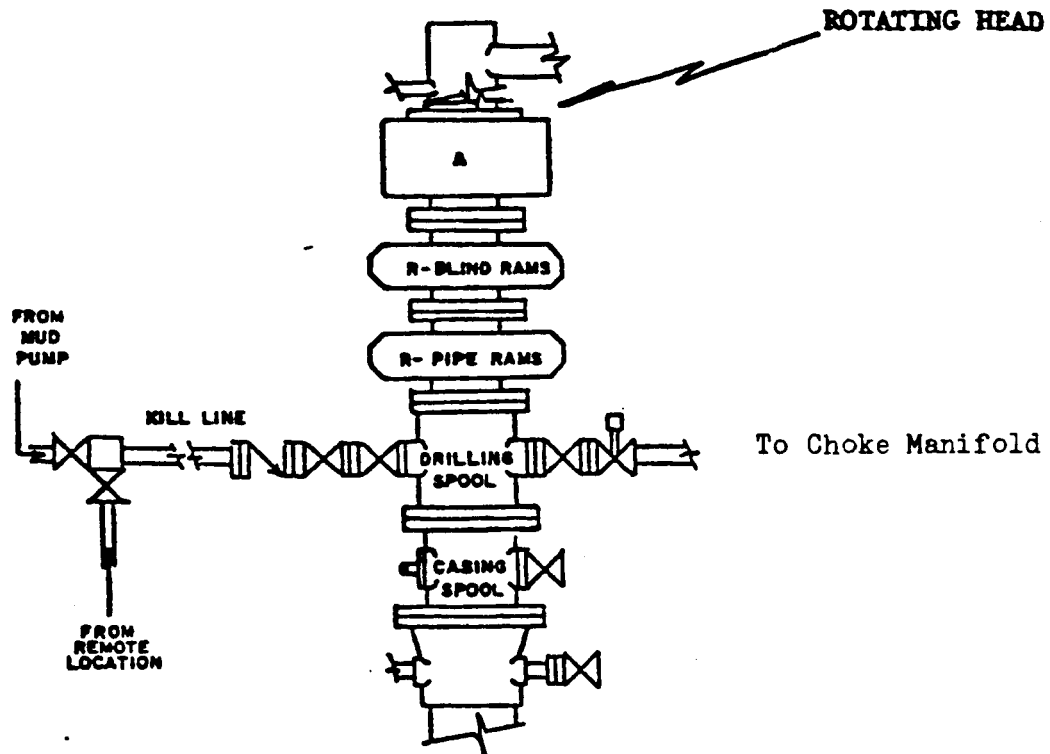 ROTATING HEAD
A
R-BLIND RAMS
FROM
MUD
PUMP
R- PIPE RAMS
KILL LINE
To Choke Manifold
DRILLING
SPOOL
CASING
SPOOL
FROM
REMOTE
LOCATION